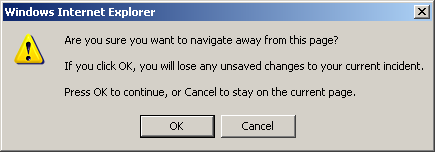 Windows Internet Explorer
Are you sure you want to navigate away from this page?
If you click OK, you will lose any unsaved changes to your current incident.
Press OK to continue, or Cancel to stay on the current page.
OK
Cancel